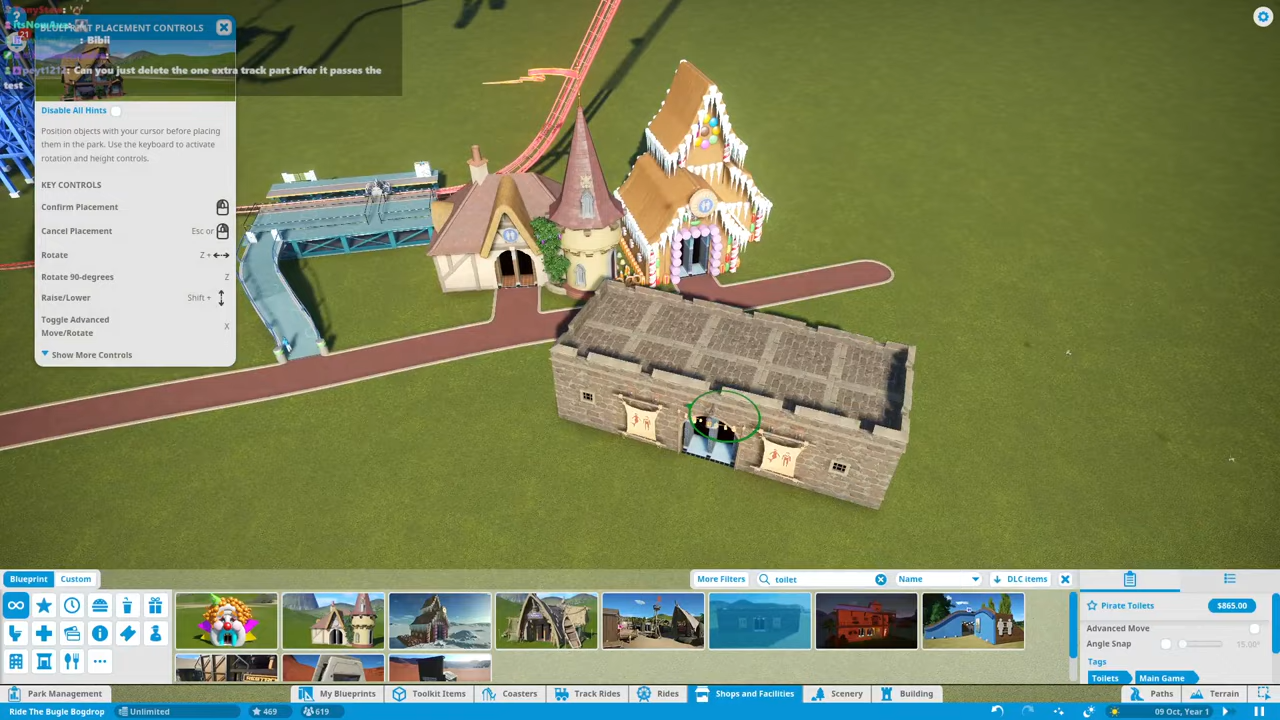 BLUEPRINT PLACEMENT CONTROLS
Bibii
peyt1212: Can you just delete the one extra track part after it passes the
test
Disable All Hints
Position objects with your cursor before placing
them in the park. Use the keyboard to activate
rotation and height controls.
KEY CONTROLS
Confirm Placement
Cancel Placement Esc or
Rotate Z +
Rotate 90-degrees Z
Raise/Lower Shift +
Toggle Advanced
Move/Rotate X
Show More Controls
Blueprint Custom More Filters toilet Name DLC items
Pirate Toilets $865.00
Advanced Move
Angle Snap 15.00°
Tags
Toilets Main Game
Park Management My Blueprints Toolkit Items Coasters Track Rides Rides Shops and Facilities Scenery Building Paths Terrain
Ride The Bugle Bogdrop Unlimited 469 619 09 Oct, Year 1